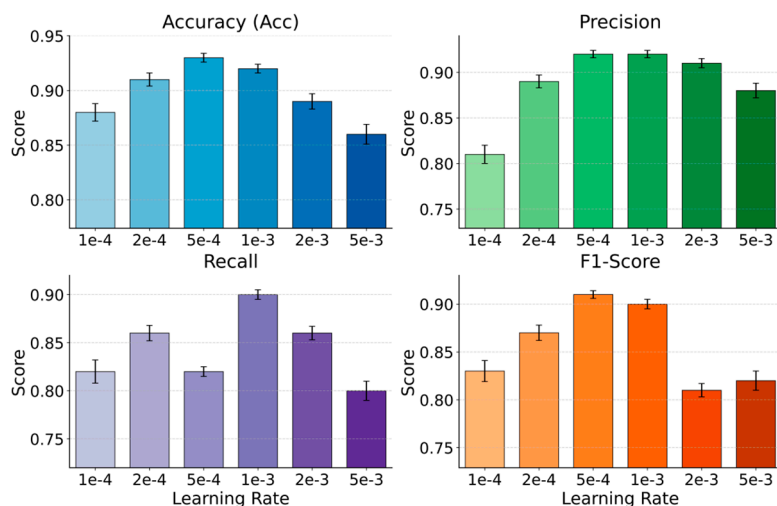 Accuracy (Acc)
Score
0.95
0.90
0.85
0.80
1e-4 2e-4 5e-4 1e-3 2e-3 5e-3
Precision
Score
0.90
0.85
0.80
0.75
1e-4 2e-4 5e-4 1e-3 2e-3 5e-3
Recall
Score
0.90
0.85
0.80
0.75
1e-4 2e-4 5e-4 1e-3 2e-3 5e-3
Learning Rate
F1-Score
Score
0.90
0.85
0.80
0.75
1e-4 2e-4 5e-4 1e-3 2e-3 5e-3
Learning Rate